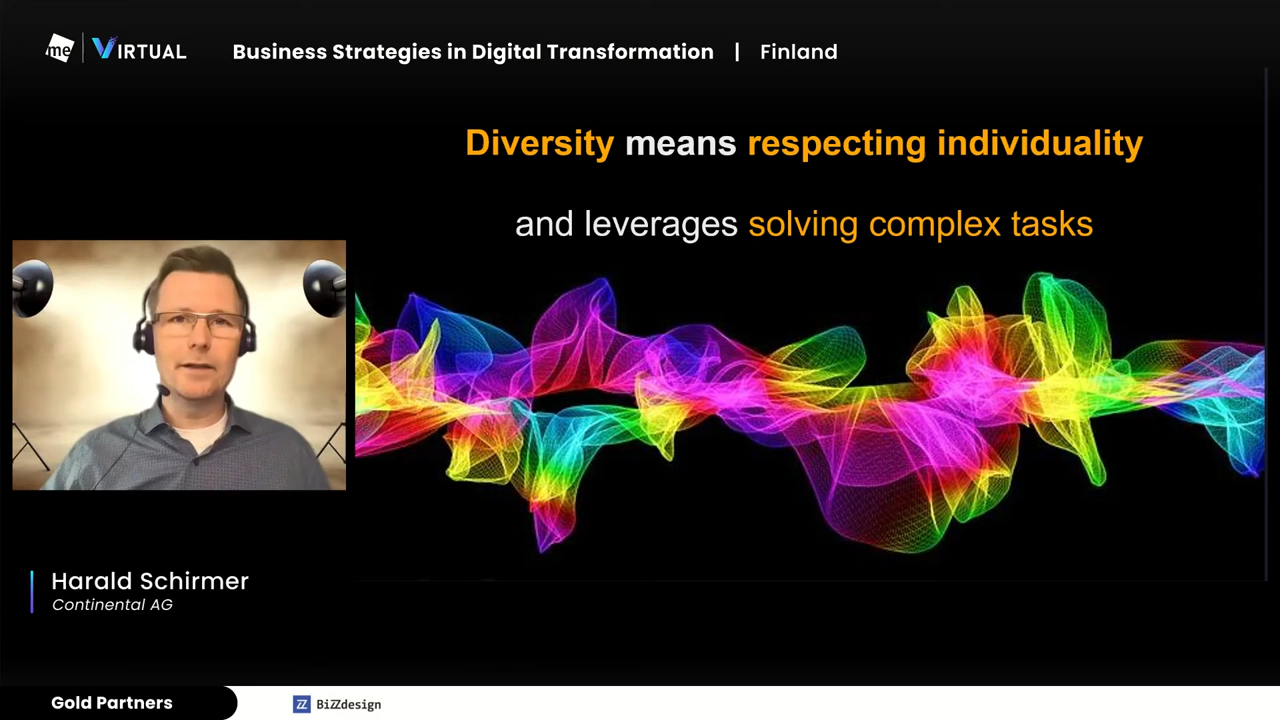 me VIRTUAL Business Strategies in Digital Transformation | Finland
Diversity means respecting individuality
and leverages solving complex tasks
Harald Schirmer
Continental AG
Gold Partners BiZZdesign